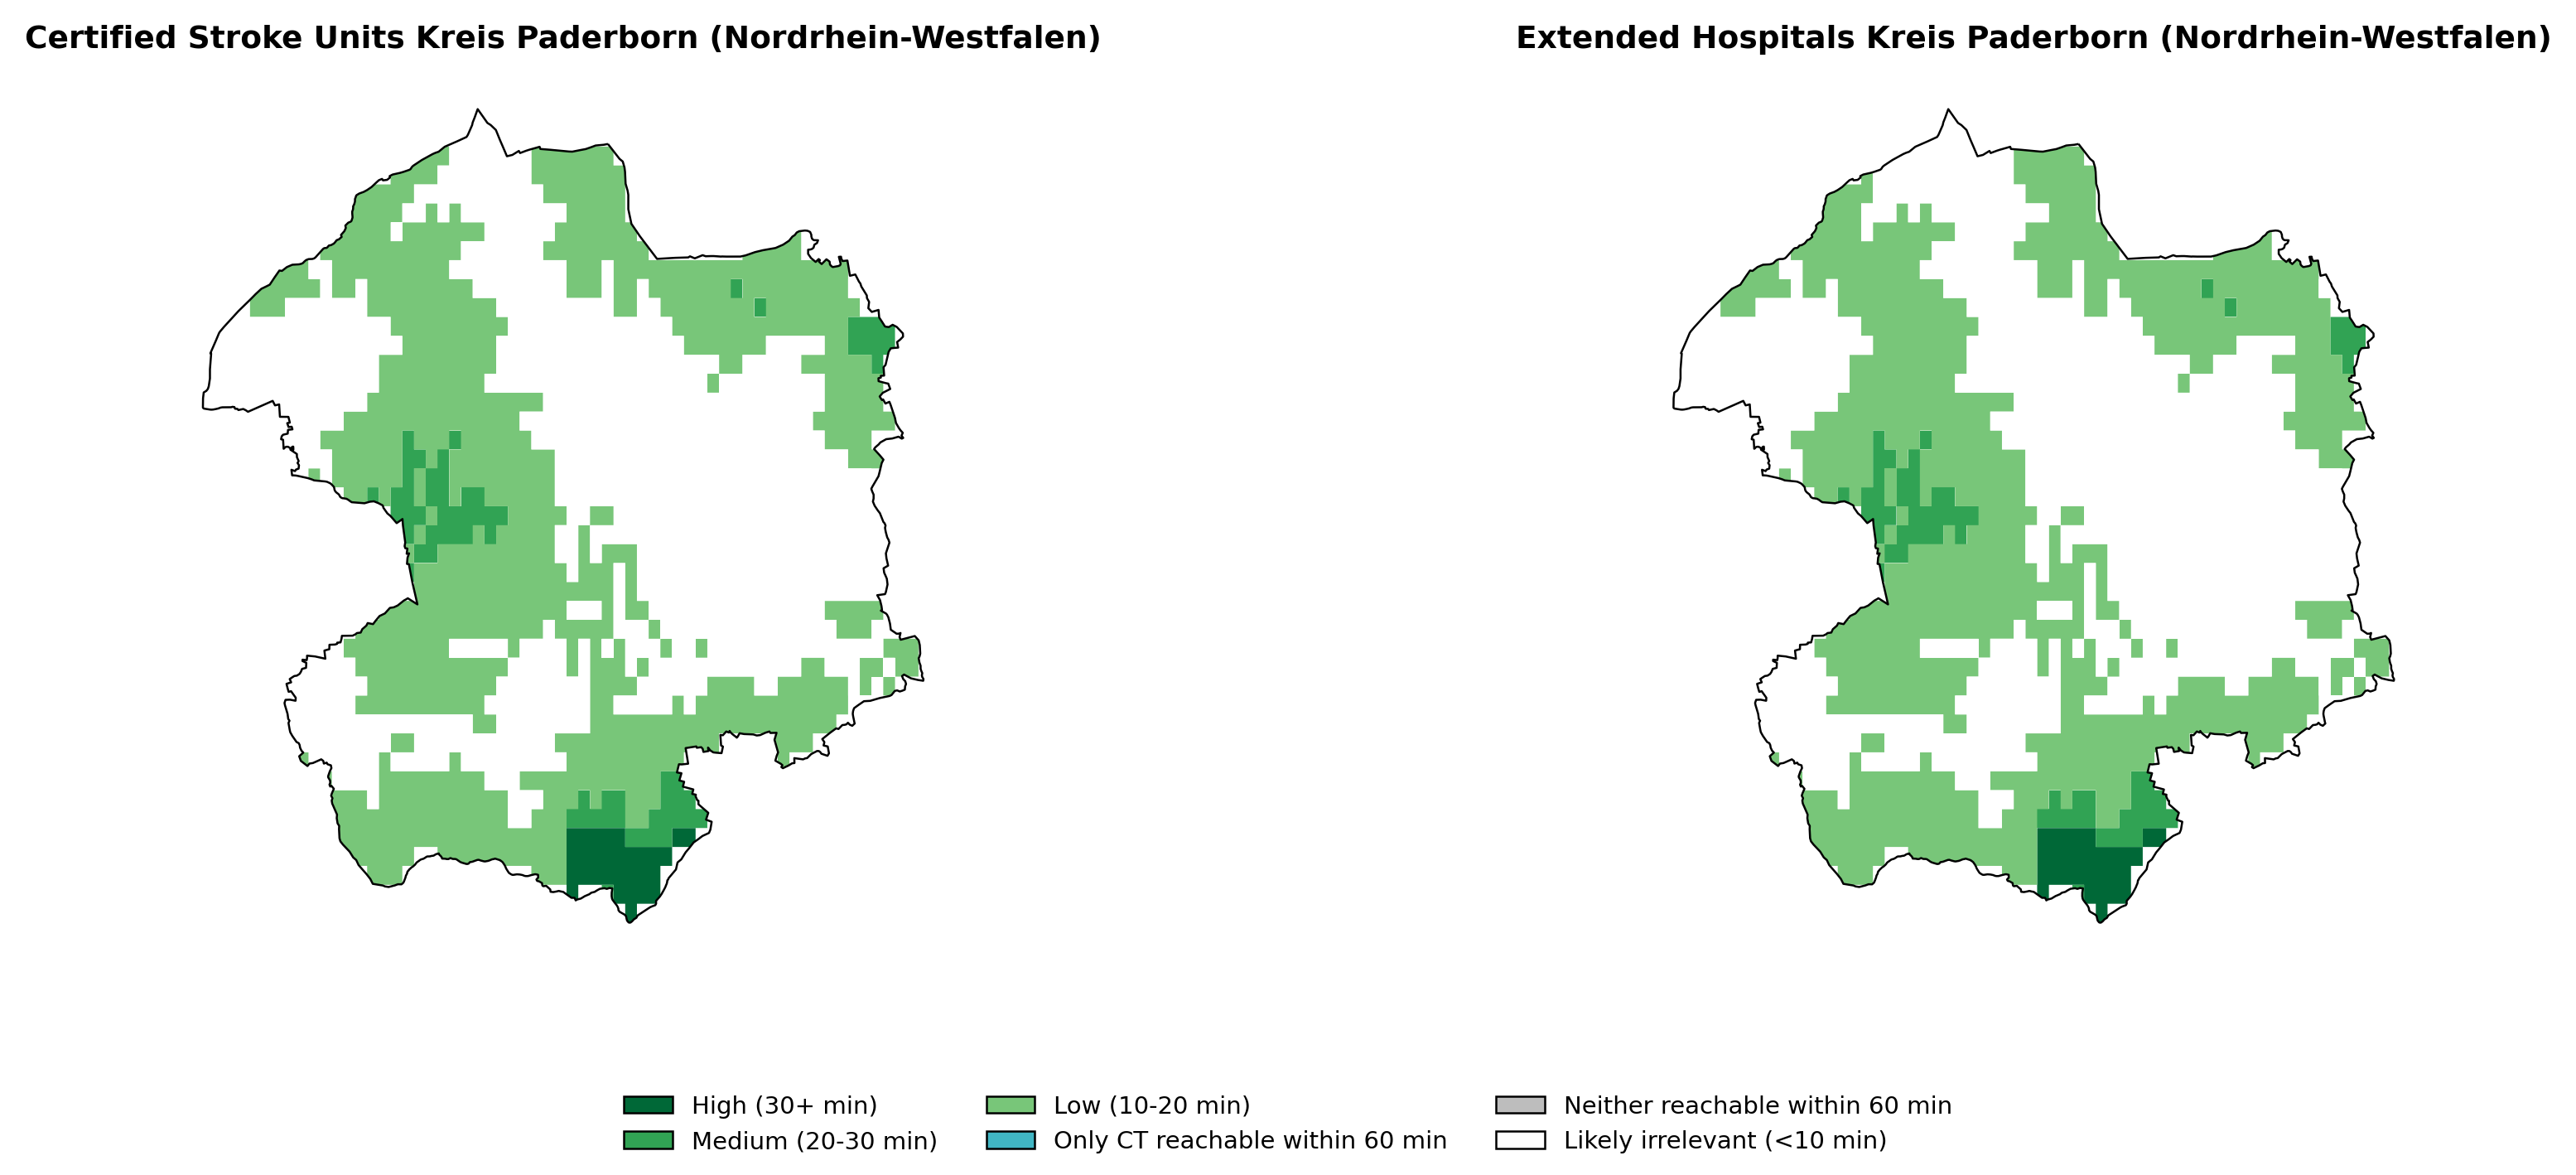 Certified Stroke Units Kreis Paderborn (Nordrhein-Westfalen)
Extended Hospitals Kreis Paderborn (Nordrhein-Westfalen)
High (30+ min)
Medium (20-30 min)
Low (10-20 min)
Only CT reachable within 60 min
Neither reachable within 60 min
Likely irrelevant (<10 min)